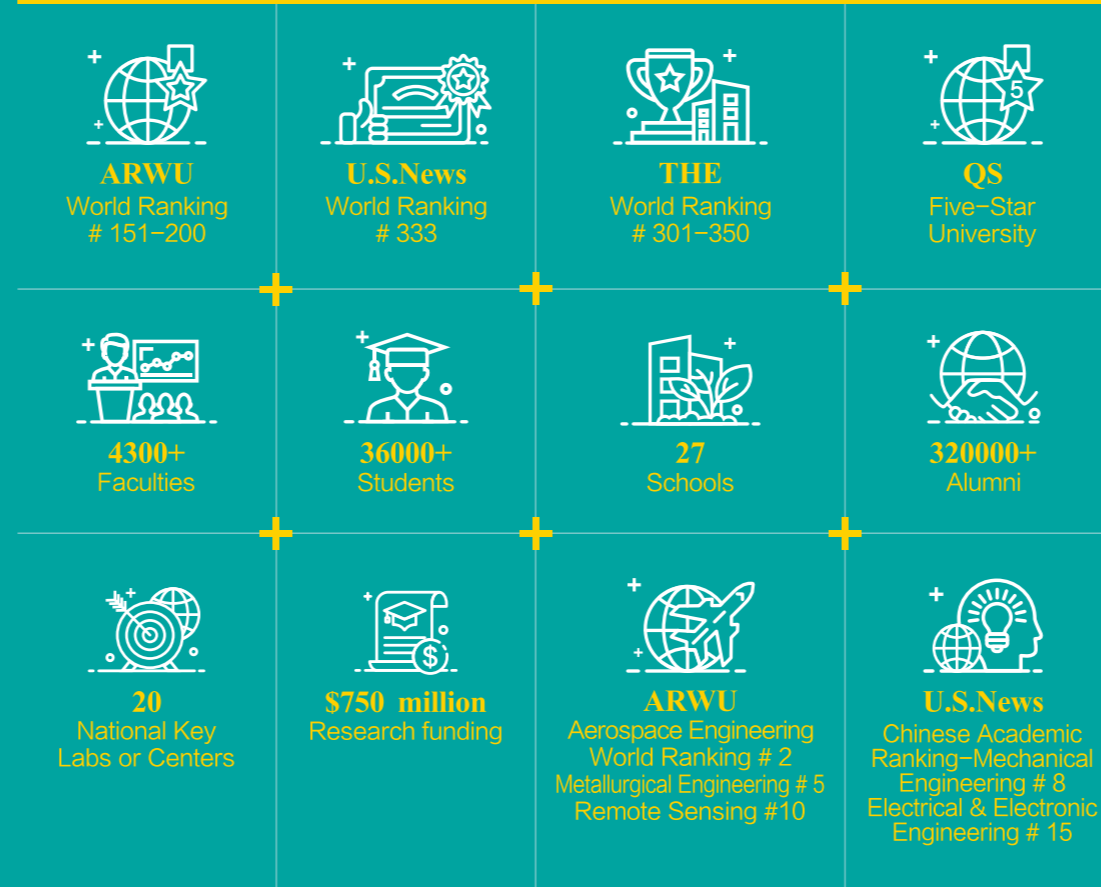 ARWU
World Ranking
# 151-200
U.S.News
World Ranking
# 333
THE
World Ranking
# 301-350
5
QS
Five-Star
University
4300+
Faculties
36000+
Students
27
Schools
320000+
Alumni
20
National Key
Labs or Centers
$
$750 million
Research funding
ARWU
Aerospace Engineering
World Ranking # 2
Metallurgical Engineering # 5
Remote Sensing #10
U.S.News
Chinese Academic
Ranking-Mechanical
Engineering # 8
Electrical & Electronic
Engineering # 15